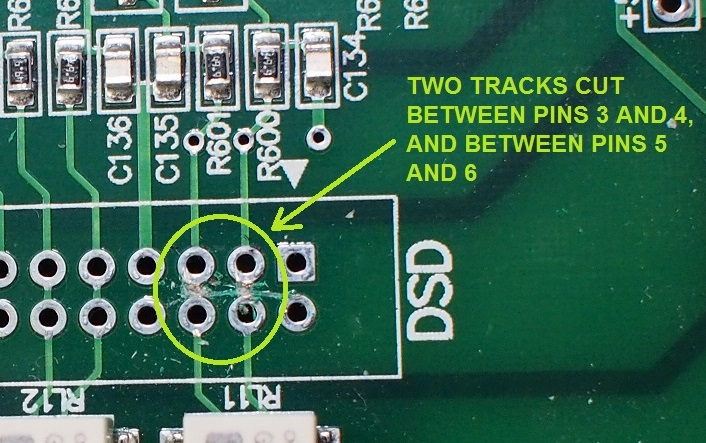 C136
C135
R601
R600
C134
TWO TRACKS CUT
BETWEEN PINS 3 AND 4,
AND BETWEEN PINS 5
AND 6
DSD
RL12
RL11